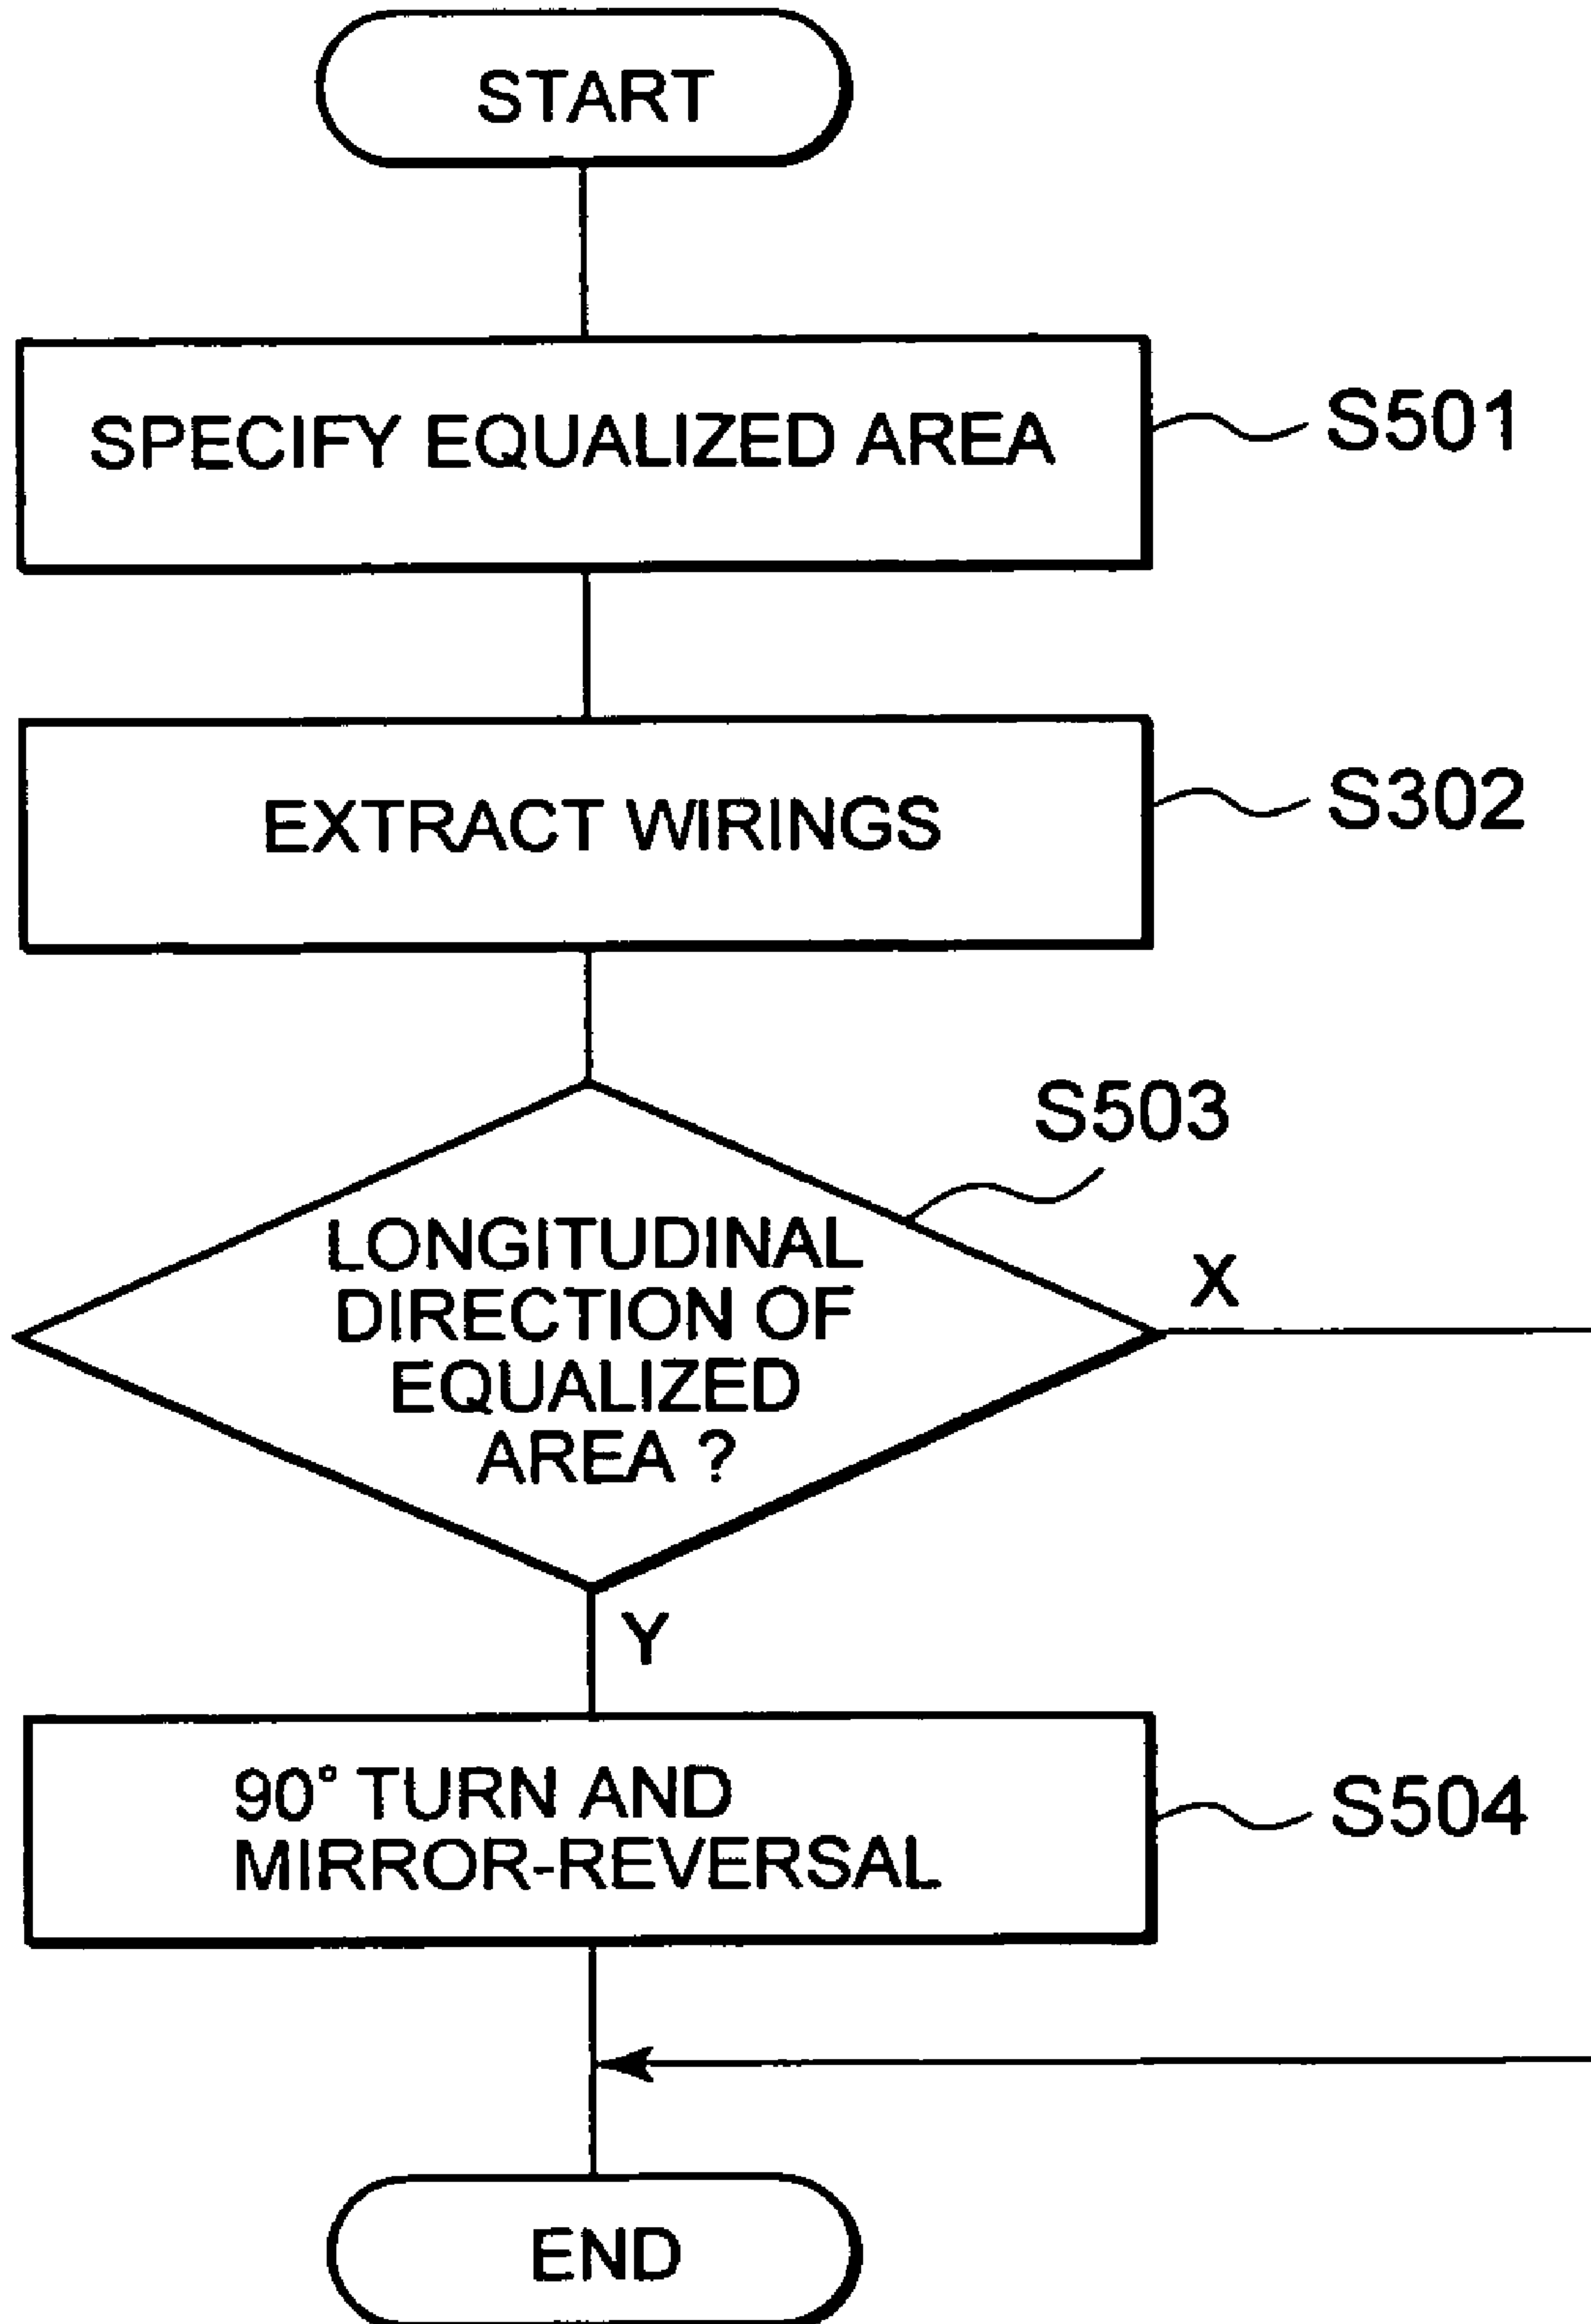 START
SPECIFY EQUALIZED AREA
S501
EXTRACT WIRINGS
S302
S503
LONGITUDINAL
DIRECTION OF
EQUALIZED
AREA ?
X
Y
90° TURN AND
MIRROR-REVERSAL
S504
END